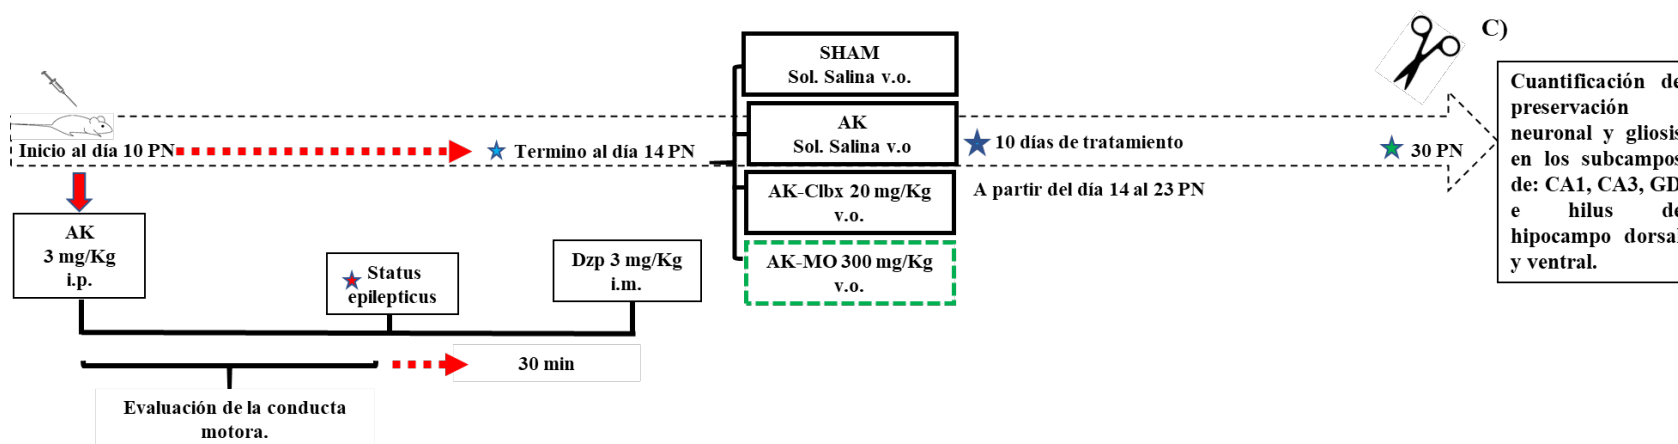 C)
SHAM
Sol. Salina v.o.
Cuantificación de
preservación
neuronal y gliosis
en los subcampos
de: CA1, CA3, GD
e hilus de
hipocampo dorsal
y ventral.
Inicio al día 10 PN
Termino al día 14 PN
AK
Sol. Salina v.o
10 días de tratamiento
30 PN
AK-Clbx 20 mg/Kg
v.o.
A partir del día 14 al 23 PN
AK
3 mg/Kg
i.p.
Status
epilepticus
Dzp 3 mg/Kg
i.m.
AK-MO 300 mg/Kg
v.o.
30 min
Evaluación de la conducta
motora.